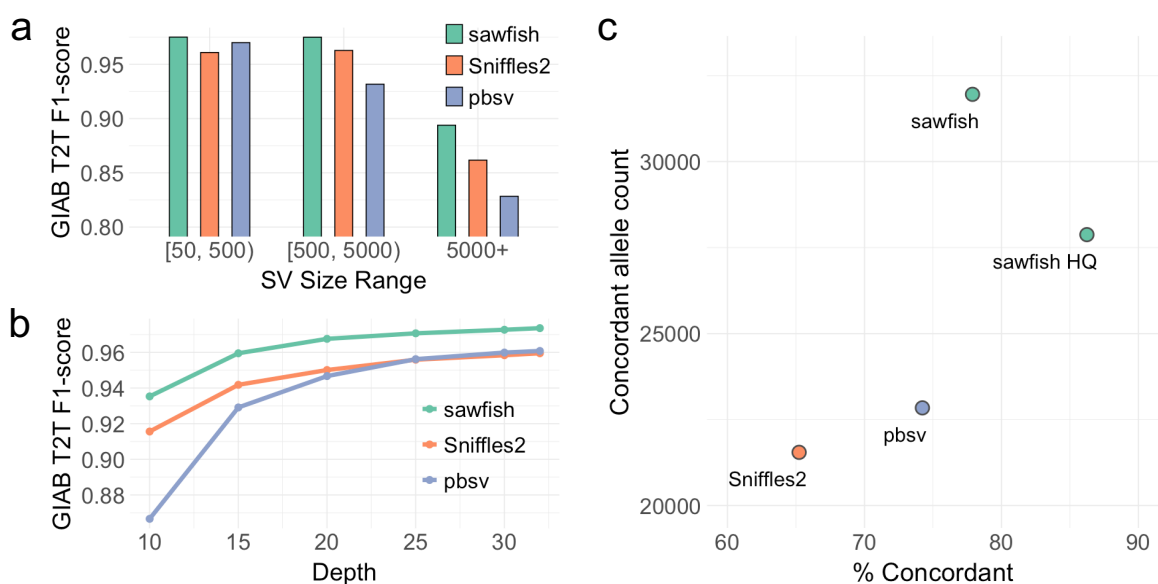 a
GIAB T2T F1-score
0.95
0.90
0.85
0.80
[50, 500)
[500, 5000)
5000+
SV Size Range
sawfish
Sniffles2
pbsv
b
GIAB T2T F1-score
0.96
0.94
0.92
0.90
0.88
10
15
20
25
30
Depth
sawfish
Sniffles2
pbsv
c
Concordant allele count
30000
25000
20000
60
70
80
90
% Concordant
sawfish
sawfish HQ
pbsv
Sniffles2